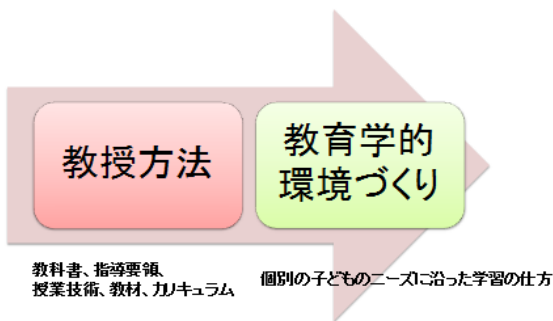 教授方法
教育学的
環境づくり
教科書、指導要領、
授業技術、教材、カリキュラム
個別の子どものニーズに沿った学習の仕方